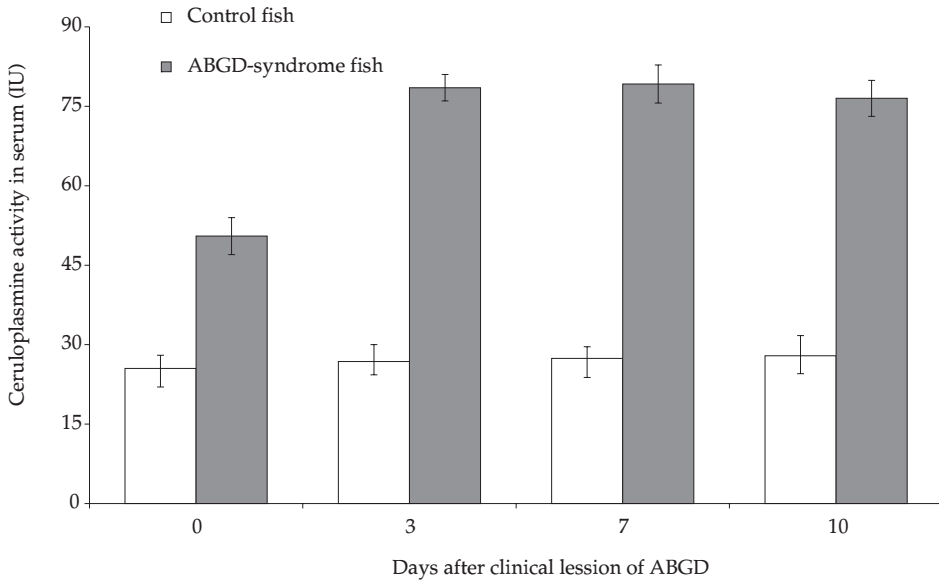 Control fish
ABGD-syndrome fish
Ceruloplasmine activity in serum (IU)
90
75
60
45
30
15
0
0 3 7 10
Days after clinical lession of ABGD